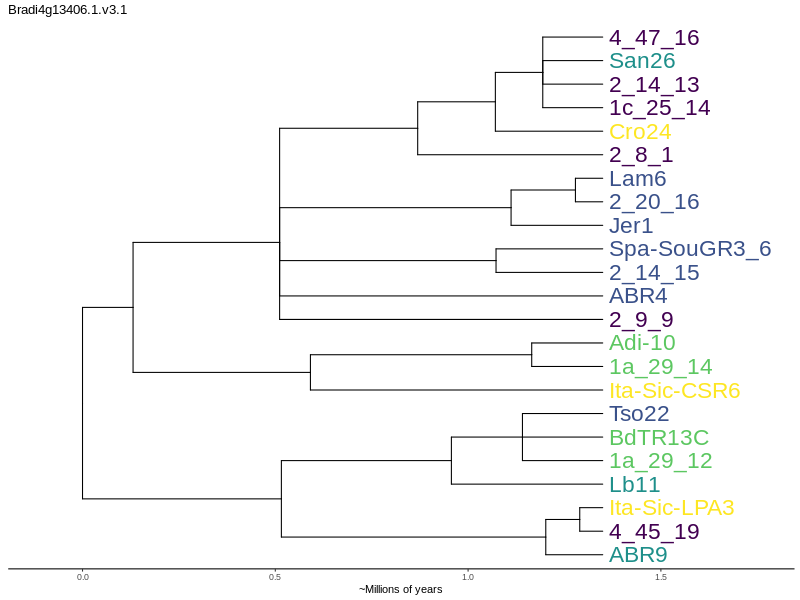 Bradi4g13406.1.v3.1
4_47_16
San26
2_14_13
1c_25_14
Cro24
2_8_1
Lam6
2_20_16
Jer1
Spa-SouGR3_6
2_14_15
ABR4
2_9_9
Adi-10
1a_29_14
Ita-Sic-CSR6
Tso22
BdTR13C
1a_29_12
Lb11
Ita-Sic-LPA3
4_45_19
ABR9
0.0 0.5 1.0 1.5
~Millions of years